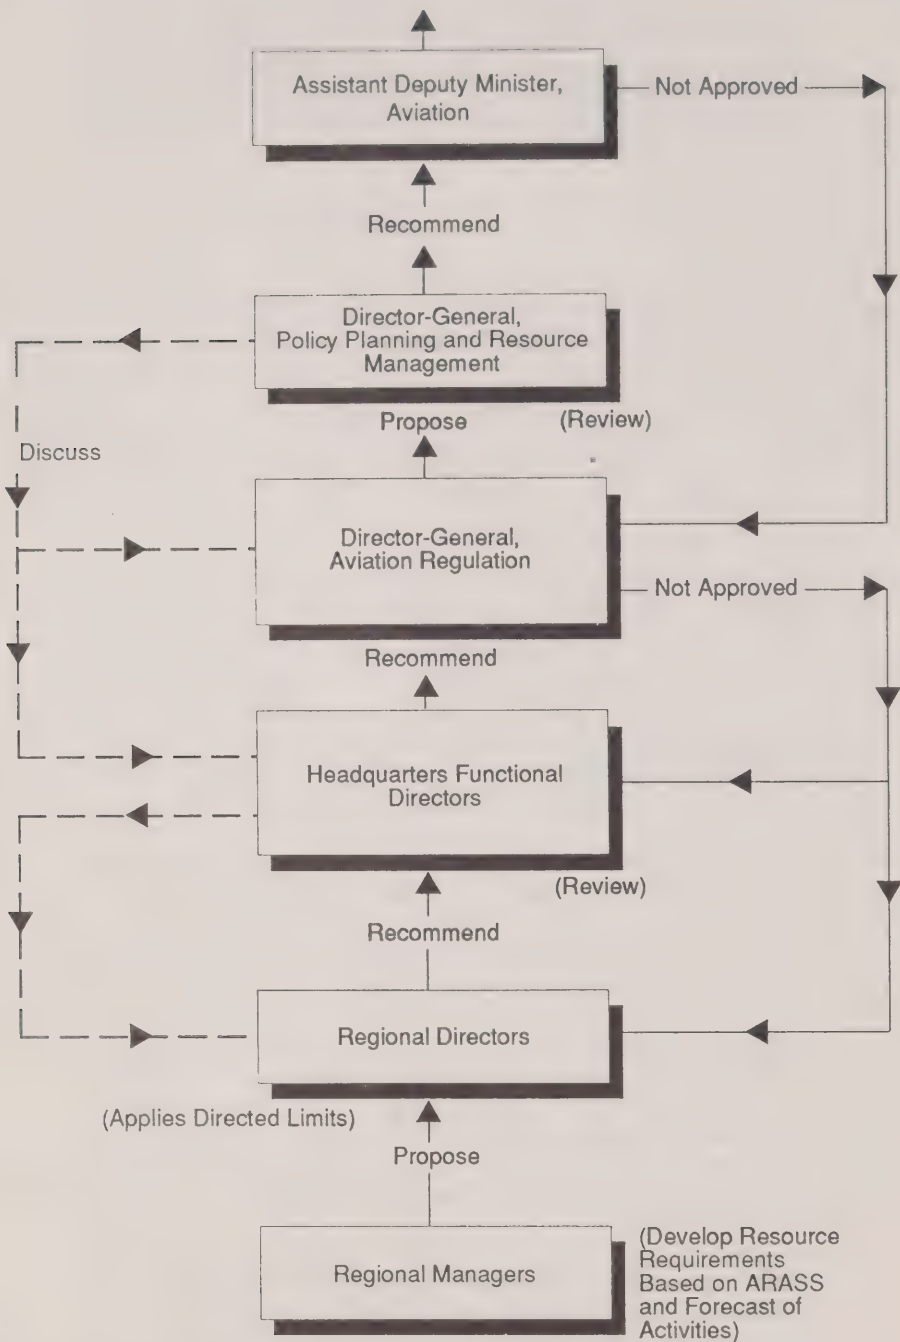 Assistant Deputy Minister,
Aviation
Not Approved
Recommend
Director-General,
Policy Planning and Resource
Management
Propose
(Review)
Discuss
Director-General,
Aviation Regulation
Not Approved
Recommend
Headquarters Functional
Directors
(Review)
Recommend
Regional Directors
(Applies Directed Limits)
Propose
Regional Managers
(Develop Resource
Requirements
Based on ARASS
and Forecast of
Activities)